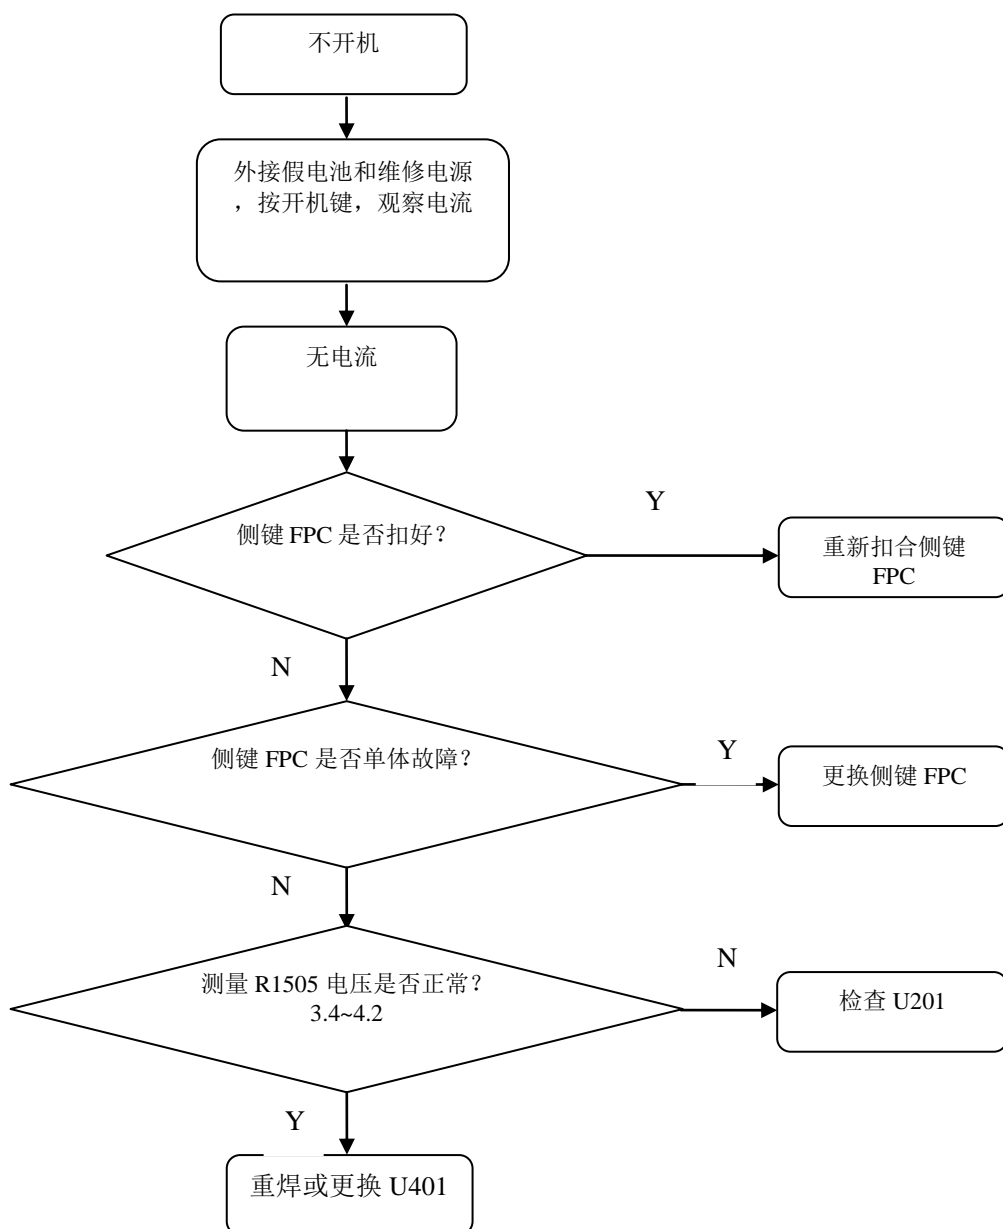 不开机
外接假电池和维修电源
，按开机键，观察电流
无电流
侧键 FPC 是否扣好？
Y
重新扣合侧键
FPC
N
侧键 FPC 是否单体故障？
Y
更换侧键 FPC
N
测量 R1505 电压是否正常？
3.4~4.2
N
检查 U201
Y
重焊或更换 U401